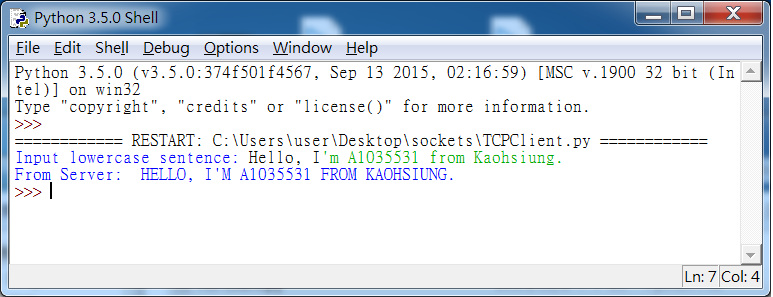 Python 3.5.0 Shell
File Edit Shell Debug Options Window Help
Python 3.5.0 (v3.5.0:374f501f4567, Sep 13 2015, 02:16:59) [MSC v.1900 32 bit (In
tel)] on win32
Type "copyright", "credits" or "license()" for more information.
>>>
============ RESTART: C:\Users\user\Desktop\sockets\TCPClient.py ============
Input lowercase sentence: Hello, I'm A1035531 from Kaohsiung.
From Server:  HELLO, I'M A1035531 FROM KAOHSIUNG.
>>>
Ln: 7 Col: 4